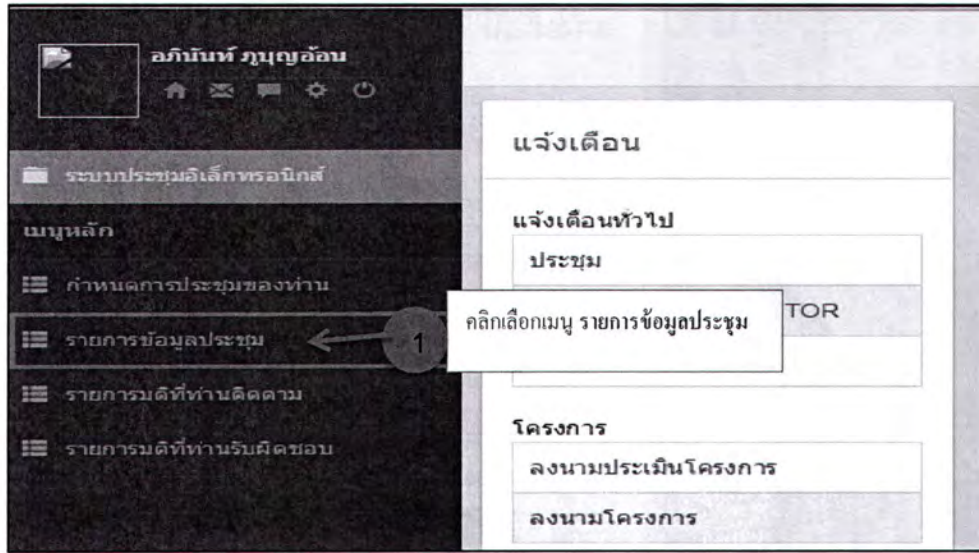 อภินันท์ ภูบุญอ้อน
ระบบประชุมอิเล็กทรอนิกส์
เมนูหลัก
กำหนดการประชุมของท่าน
รายการข้อมูลประชุม
รายการมติที่ท่านติดตาม
รายการมติที่ท่านรับผิดชอบ
1
คลิกเลือกเมนู รายการข้อมูลประชุม
แจ้งเตือน
แจ้งเตือนทั่วไป
ประชุม
TOR
โครงการ
ลงนามประเมินโครงการ
ลงนามโครงการ